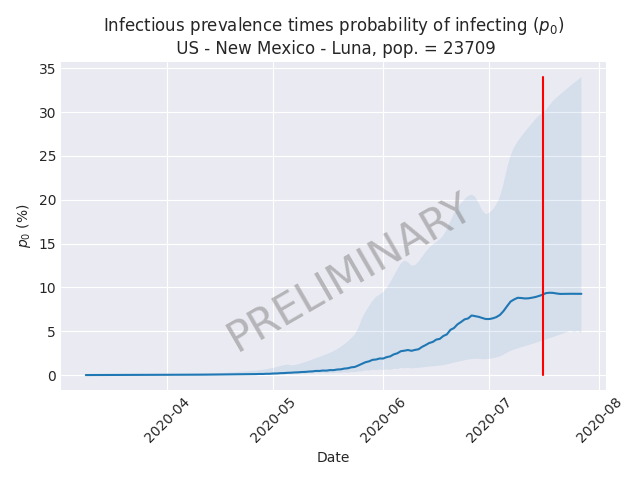 Infectious prevalence times probability of infecting (p₀)
US - New Mexico - Luna, pop. = 23709
35
30
25
20
15
10
5
0
p₀ (%)
PRELIMINARY
2020-04
2020-05
2020-06
2020-07
2020-08
Date